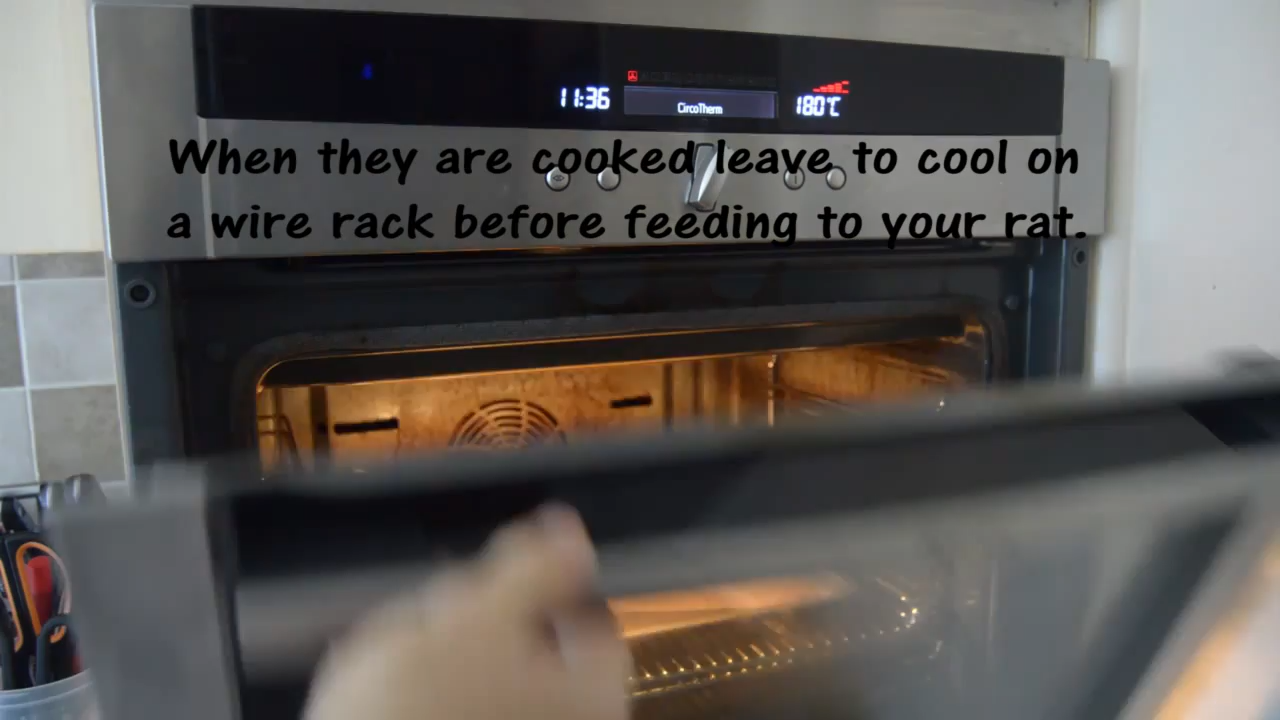 11:36
CircoTherm
180°C
When they are cooked leave to cool on
a wire rack before feeding to your rat.